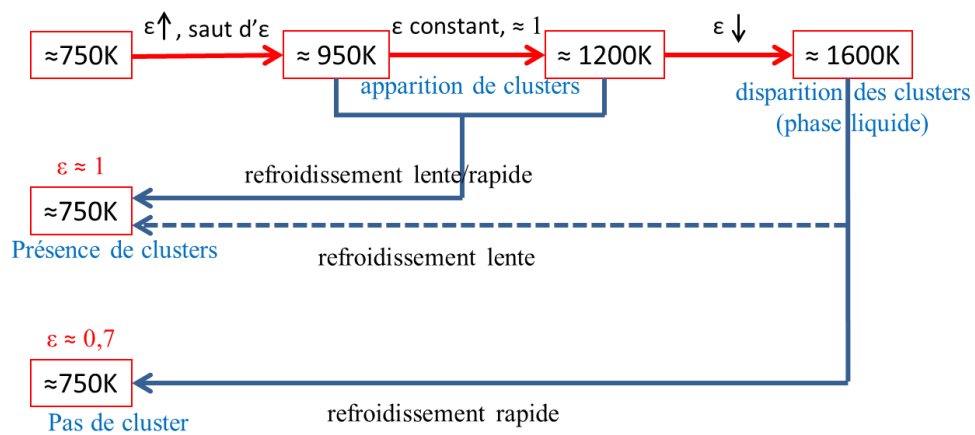 ε↑, saut d'ε
ε constant, ≈ 1
ε ↓
≈750K
≈ 950K
≈ 1200K
≈ 1600K
apparition de clusters
disparition des clusters
(phase liquide)
ε ≈ 1
refroidissement lente/rapide
≈750K
Présence de clusters
refroidissement lente
ε ≈ 0,7
≈750K
refroidissement rapide
Pas de cluster